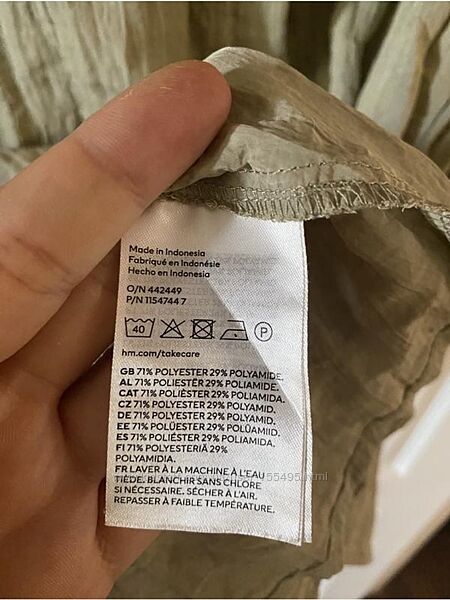 Made in Indonesia
Fabriqué en Indonésie
Hecho en Indonesia
O/N 442449
P/N 1154744 7
40
P
hm.com/takecare
GB 71% POLYESTER 29% POLYAMIDE.
AL 71% POLIESTËR 29% POLIAMIDE.
CAT 71% POLIÈSTER 29% POLIAMIDA.
CZ 71% POLYESTER 29% POLYAMID.
DE 71% POLYESTER 29% POLYAMID.
EE 71% POLÜESTER 29% POLÜAMIID.
ES 71% POLIÉSTER 29% POLIAMIDA.
FI 71% POLYESTERIÄ 29%
POLYAMIDIA.
FR LAVER À LA MACHINE À L'EAU
TIÈDE. BLANCHIR SANS CHLORE
SI NÉCESSAIRE. SÉCHER À L'AIR.
REPASSER À FAIBLE TEMPÉRATURE.